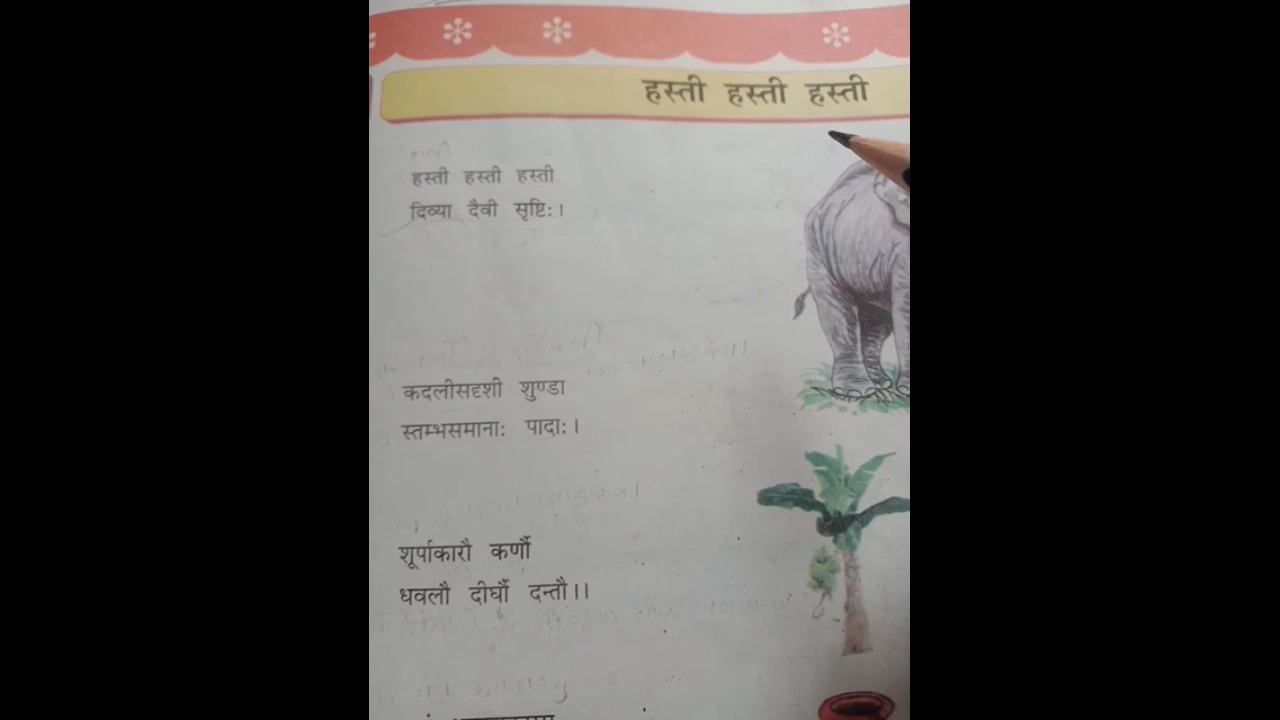 हस्ती हस्ती हस्ती
हस्ती हस्ती हस्ती
दिव्या दैवी सृष्टिः।
कदलीसदृशी शुण्डा
स्तम्भसमानाः पादाः।
शूर्पाकारौ कर्णौ
धवलौ दीर्घौ दन्तौ।।